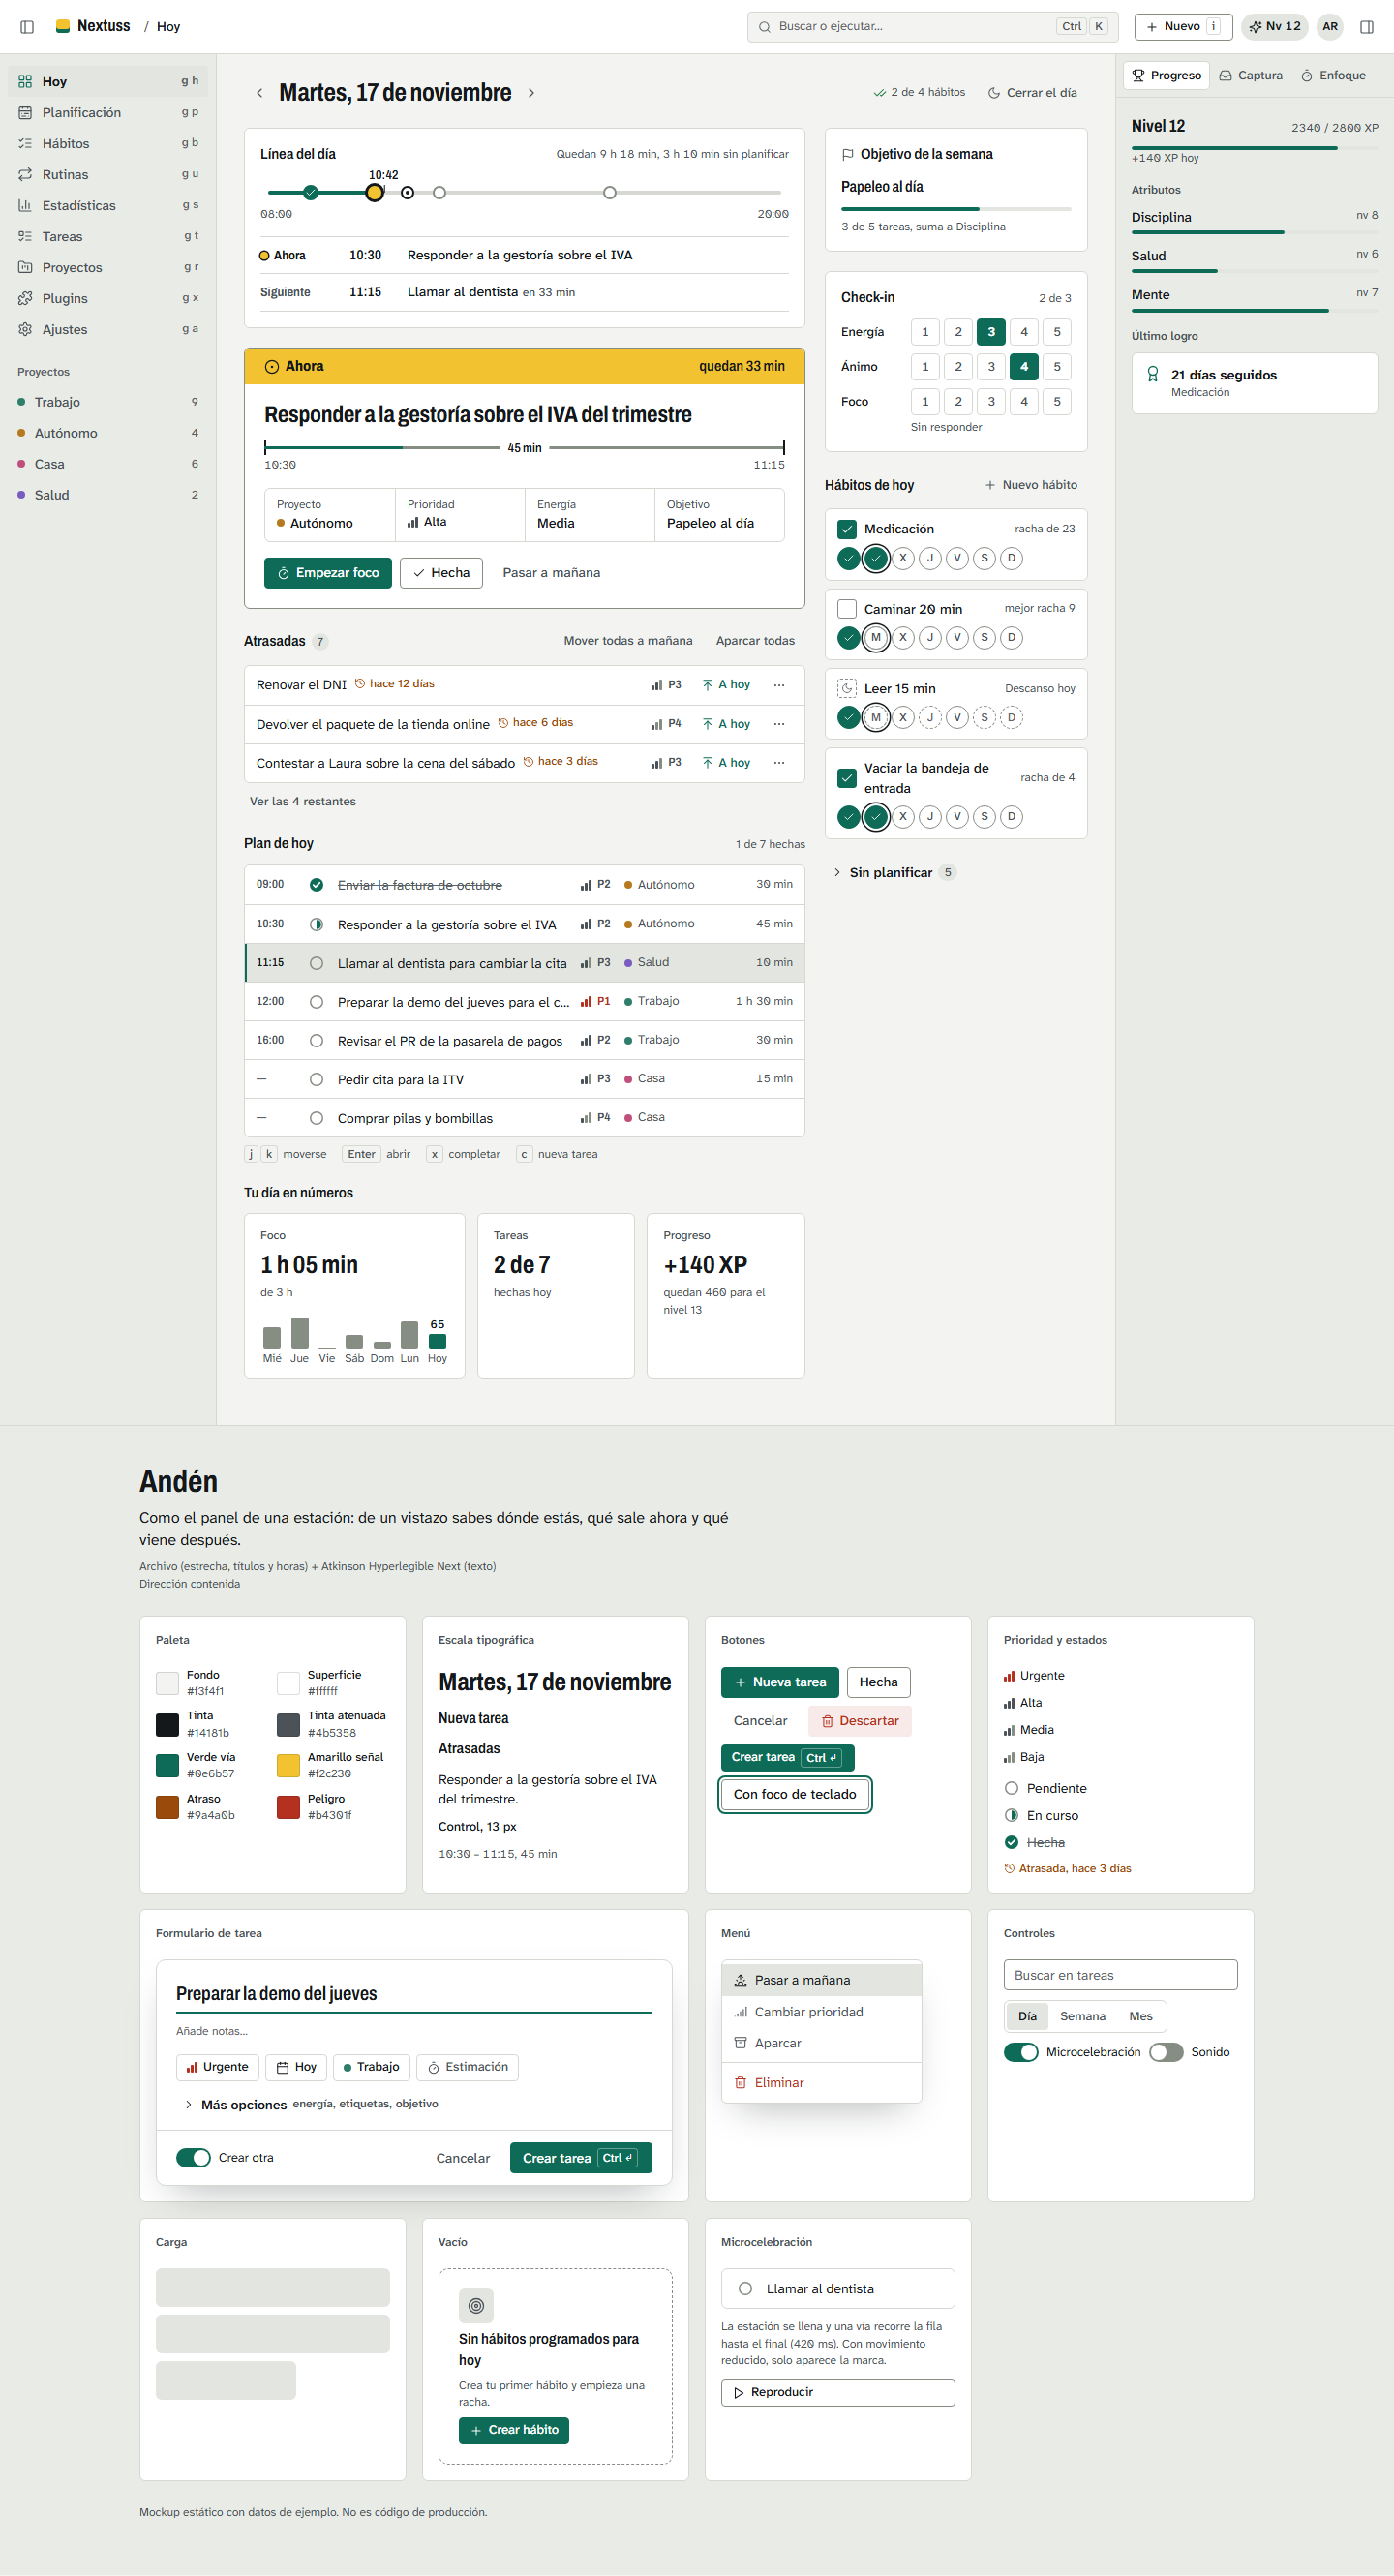 Nextuss / Hoy
Buscar o ejecutar...
Ctrl K
Nuevo i
Nv 12
AR
Hoy g h
Planificación g p
Hábitos g b
Rutinas g u
Estadísticas g s
Tareas g t
Proyectos g r
Plugins g x
Ajustes g a
Proyectos
Trabajo 9
Autónomo 4
Casa 6
Salud 2
Martes, 17 de noviembre
2 de 4 hábitos
Cerrar el día
Línea del día
Quedan 9 h 18 min, 3 h 10 min sin planificar
10:42
08:00 20:00
Ahora 10:30 Responder a la gestoría sobre el IVA
Siguiente 11:15 Llamar al dentista en 33 min
Ahora quedan 33 min
Responder a la gestoría sobre el IVA del trimestre
45 min
10:30 11:15
Proyecto Prioridad Energía Objetivo
Autónomo Alta Media Papeleo al día
Empezar foco Hecha Pasar a mañana
Atrasadas 7
Mover todas a mañana Aparcar todas
Renovar el DNI hace 12 días P3 A hoy ...
Devolver el paquete de la tienda online hace 6 días P4 A hoy ...
Contestar a Laura sobre la cena del sábado hace 3 días P3 A hoy ...
Ver las 4 restantes
Plan de hoy 1 de 7 hechas
09:00 Enviar la factura de octubre P2 Autónomo 30 min
10:30 Responder a la gestoría sobre el IVA P2 Autónomo 45 min
11:15 Llamar al dentista para cambiar la cita P3 Salud 10 min
12:00 Preparar la demo del jueves para el c... P1 Trabajo 1 h 30 min
16:00 Revisar el PR de la pasarela de pagos P2 Trabajo 30 min
— Pedir cita para la ITV P3 Casa 15 min
— Comprar pilas y bombillas P4 Casa
j k moverse Enter abrir x completar c nueva tarea
Tu día en números
Foco
1 h 05 min
de 3 h
65
Mié Jue Vie Sáb Dom Lun Hoy
Tareas
2 de 7
hechas hoy
Progreso
+140 XP
quedan 460 para el
nivel 13
Objetivo de la semana
Papeleo al día
3 de 5 tareas, suma a Disciplina
Check-in 2 de 3
Energía 1 2 3 4 5
Ánimo 1 2 3 4 5
Foco 1 2 3 4 5
Sin responder
Hábitos de hoy Nuevo hábito
Medicación racha de 23
X J V S D
Caminar 20 min mejor racha 9
M X J V S D
Leer 15 min Descanso hoy
M X J V S D
Vaciar la bandeja de
entrada
racha de 4
X J V S D
Sin planificar 5
Progreso Captura Enfoque
Nivel 12 2340 / 2800 XP
+140 XP hoy
Atributos
Disciplina nv 8
Salud nv 6
Mente nv 7
Último logro
21 días seguidos
Medicación
Andén
Como el panel de una estación: de un vistazo sabes dónde estás, qué sale ahora y qué
viene después.
Archivo (estrecha, títulos y horas) + Atkinson Hyperlegible Next (texto)
Dirección contenida
Paleta
Fondo Superficie
#f3f4f1 #ffffff
Tinta Tinta atenuada
#14181b #4b5358
Verde vía Amarillo señal
#0e6b57 #f2c230
Atraso Peligro
#9a4a0b #b4301f
Escala tipográfica
Martes, 17 de noviembre
Nueva tarea
Atrasadas
Responder a la gestoría sobre el IVA
del trimestre.
Control, 13 px
10:30 – 11:15, 45 min
Botones
Nueva tarea Hecha
Cancelar Descartar
Crear tarea Ctrl ⏎
Con foco de teclado
Prioridad y estados
Urgente
Alta
Media
Baja
Pendiente
En curso
Hecha
Atrasada, hace 3 días
Formulario de tarea
Preparar la demo del jueves
Añade notas...
Urgente Hoy Trabajo Estimación
Más opciones energía, etiquetas, objetivo
Crear otra Cancelar Crear tarea Ctrl ⏎
Menú
Pasar a mañana
Cambiar prioridad
Aparcar
Eliminar
Controles
Buscar en tareas
Día Semana Mes
Microcelebración Sonido
Carga
Vacío
Sin hábitos programados para
hoy
Crea tu primer hábito y empieza una
racha.
Crear hábito
Microcelebración
Llamar al dentista
La estación se llena y una vía recorre la fila
hasta el final (420 ms). Con movimiento
reducido, solo aparece la marca.
Reproducir
Mockup estático con datos de ejemplo. No es código de producción.